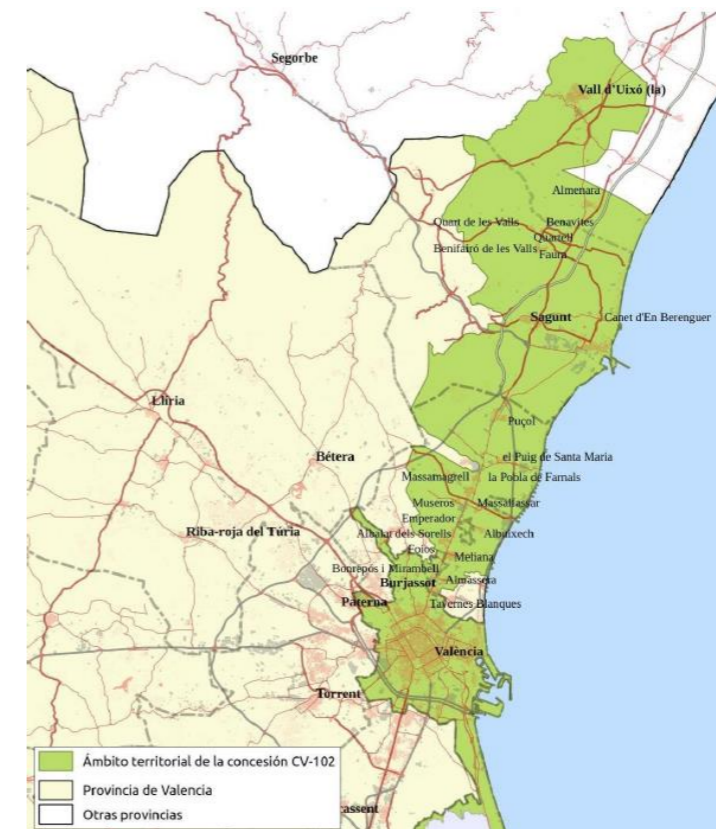 Segorbe
Vall d'Uixó (la)
Almenara
Quart de les Valls
Benavites
Quartell
Benifairó de les Valls
Faura
Sagunt
Canet d'En Berenguer
Llíria
Puçol
Bétera
el Puig de Santa Maria
Massamagrell
la Pobla de Farnals
Museros
Massalfassar
Emperador
Riba-roja del Túria
Albalat dels Sorells
Albuixech
Foios
Meliana
Bonrepòs i Mirambell
Burjassot
Almàssera
Paterna
Tavernes Blanques
València
Torrent
Ámbito territorial de la concesión CV-102
Provincia de Valencia
Otras provincias
assent